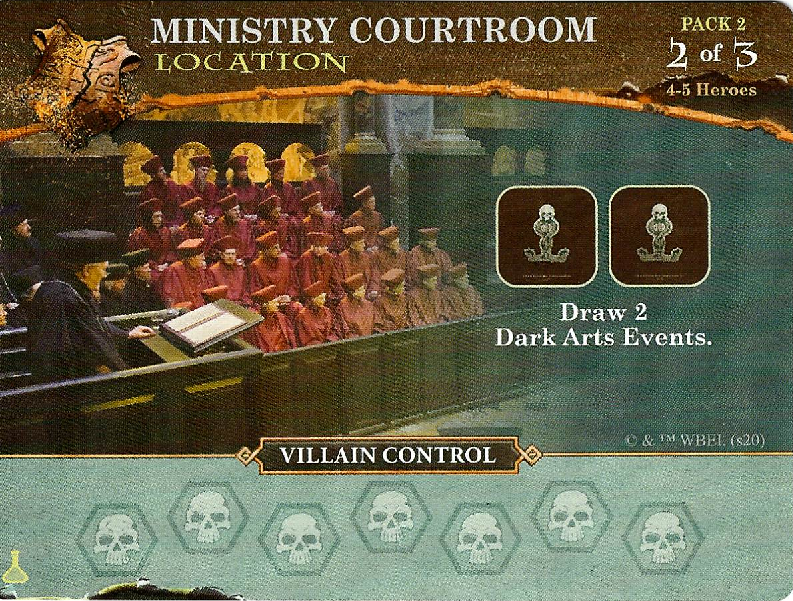 MINISTRY COURTROOM
LOCATION
PACK 2
2 of 3
4-5 Heroes
Draw 2
Dark Arts Events.
© & ™ WBEI. (s20)
VILLAIN CONTROL